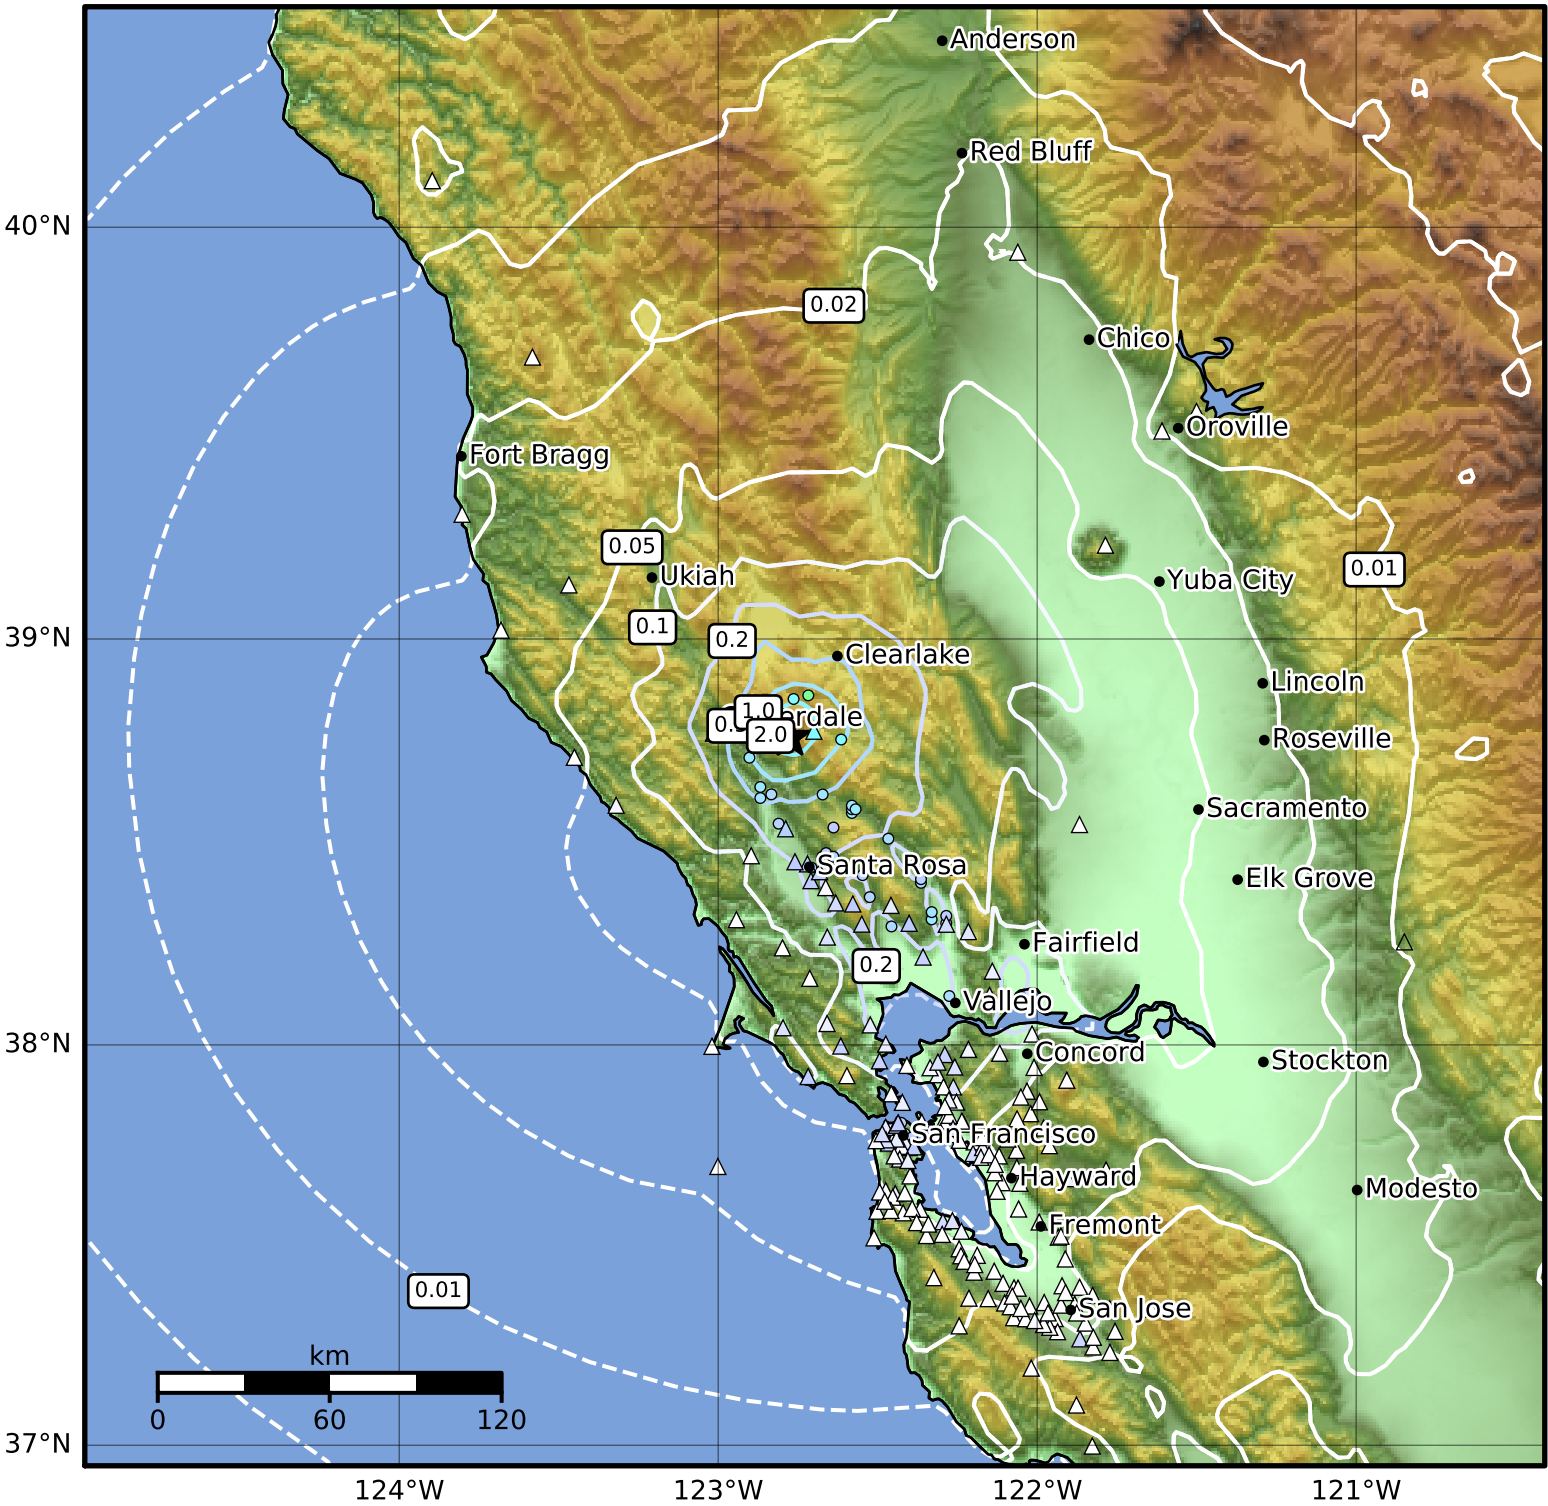 Anderson
Red Bluff
40°N
0.02
Chico
Oroville
Fort Bragg
0.05
Ukiah
0.01
Yuba City
0.1
0.2
39°N
Clearlake
Lincoln
1.0
erdale
0.
2.0
Roseville
Sacramento
Santa Rosa
Elk Grove
Fairfield
0.2
Vallejo
38°N
Concord
Stockton
San Francisco
Hayward
Modesto
Fremont
0.01
San Jose
km
0 60 120
37°N
124°W 123°W 122°W 121°W